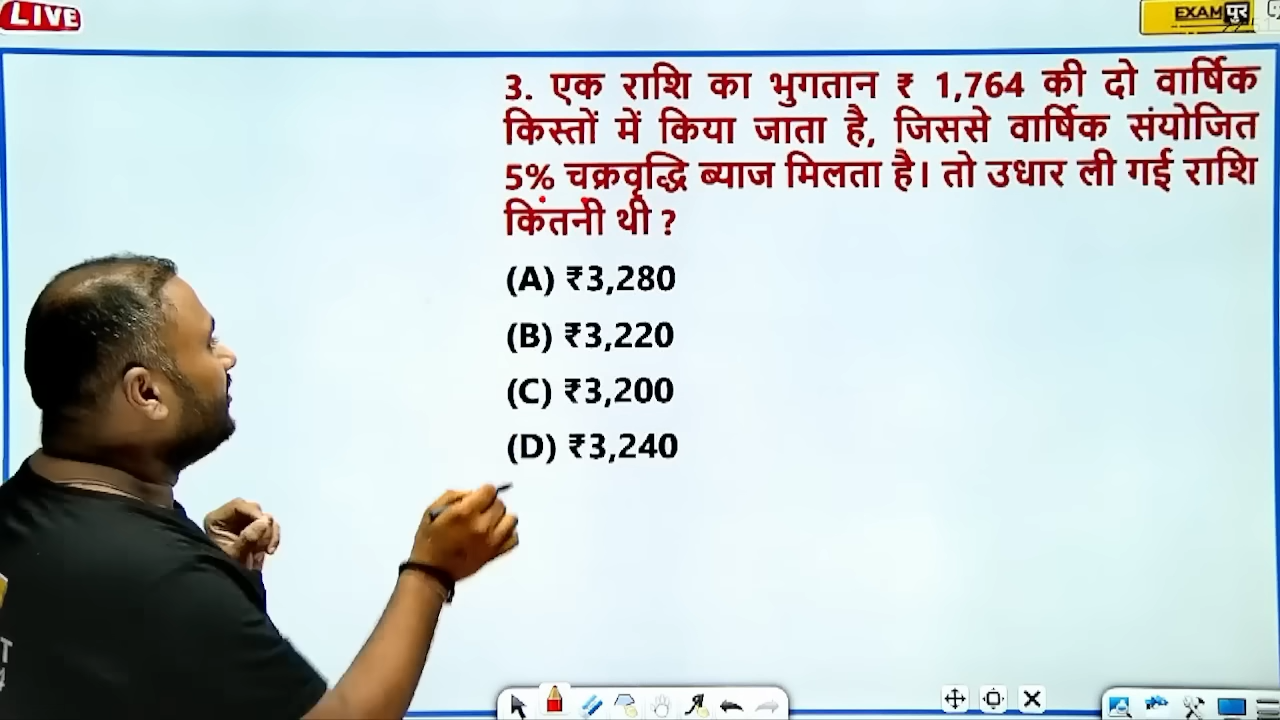 LIVE
EXAM पुर
3. एक राशि का भुगतान ₹ 1,764 की दो वार्षिक
किस्तों में किया जाता है, जिससे वार्षिक संयोजित
5% चक्रवृद्धि ब्याज मिलता है। तो उधार ली गई राशि
कितनी थी ?
(A) ₹3,280
(B) ₹3,220
(C) ₹3,200
(D) ₹3,240